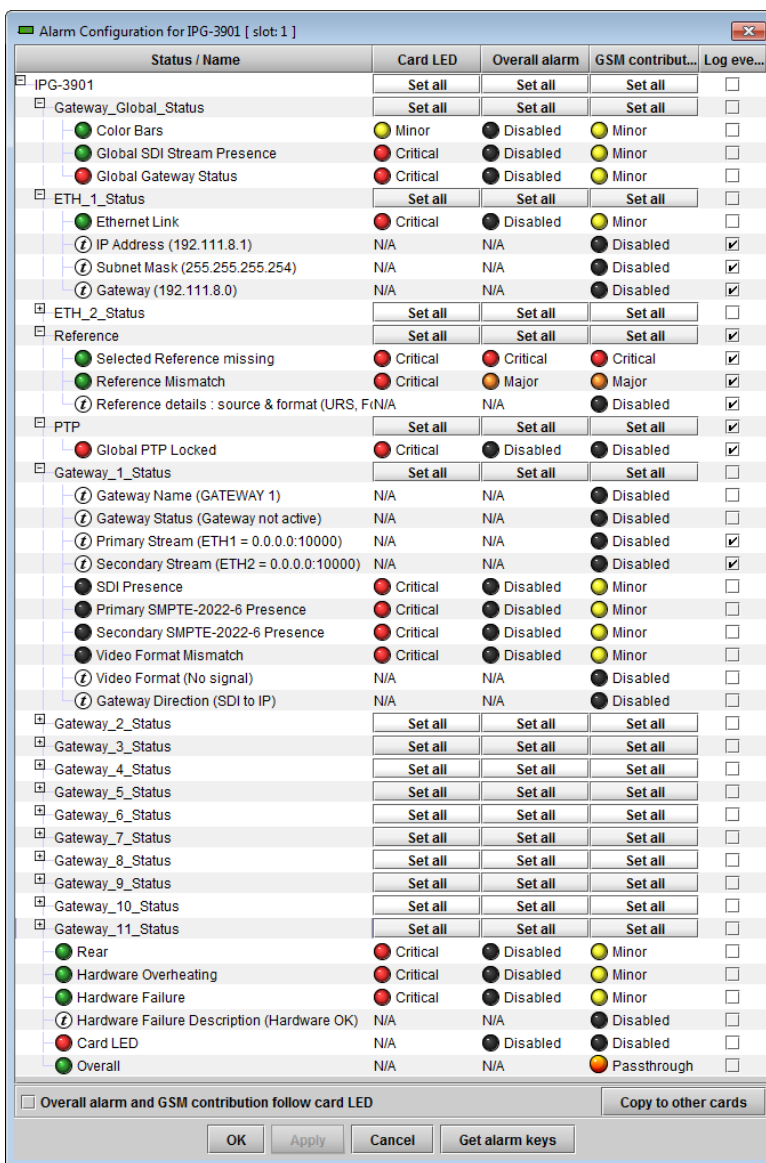 Alarm Configuration for IPG-3901 [ slot: 1 ]
Status / Name Card LED Overall alarm GSM contribut... Log eve...
IPG-3901 Set all Set all Set all
Gateway_Global_Status Set all Set all Set all
Color Bars Minor Disabled Minor
Global SDI Stream Presence Critical Disabled Minor
Global Gateway Status Critical Disabled Minor
ETH_1_Status Set all Set all Set all
Ethernet Link Critical Disabled Minor
t IP Address (192.111.8.1) N/A N/A Disabled
t Subnet Mask (255.255.255.254) N/A N/A Disabled
t Gateway (192.111.8.0) N/A N/A Disabled
ETH_2_Status Set all Set all Set all
Reference Set all Set all Set all
Selected Reference missing Critical Critical Critical
Reference Mismatch Critical Major Major
t Reference details : source & format (URS, F N/A N/A Disabled
PTP Set all Set all Set all
Global PTP Locked Critical Disabled Disabled
Gateway_1_Status Set all Set all Set all
t Gateway Name (GATEWAY 1) N/A N/A Disabled
t Gateway Status (Gateway not active) N/A N/A Disabled
t Primary Stream (ETH1 = 0.0.0.0:10000) N/A N/A Disabled
t Secondary Stream (ETH2 = 0.0.0.0:10000) N/A N/A Disabled
SDI Presence Critical Disabled Minor
Primary SMPTE-2022-6 Presence Critical Disabled Minor
Secondary SMPTE-2022-6 Presence Critical Disabled Minor
Video Format Mismatch Critical Disabled Minor
t Video Format (No signal) N/A N/A Disabled
t Gateway Direction (SDI to IP) N/A N/A Disabled
Gateway_2_Status Set all Set all Set all
Gateway_3_Status Set all Set all Set all
Gateway_4_Status Set all Set all Set all
Gateway_5_Status Set all Set all Set all
Gateway_6_Status Set all Set all Set all
Gateway_7_Status Set all Set all Set all
Gateway_8_Status Set all Set all Set all
Gateway_9_Status Set all Set all Set all
Gateway_10_Status Set all Set all Set all
Gateway_11_Status Set all Set all Set all
Rear Critical Disabled Minor
Hardware Overheating Critical Disabled Minor
Hardware Failure Critical Disabled Minor
t Hardware Failure Description (Hardware OK) N/A N/A Disabled
Card LED N/A Disabled Disabled
Overall N/A N/A Passthrough
Overall alarm and GSM contribution follow card LED Copy to other cards
OK Apply Cancel Get alarm keys